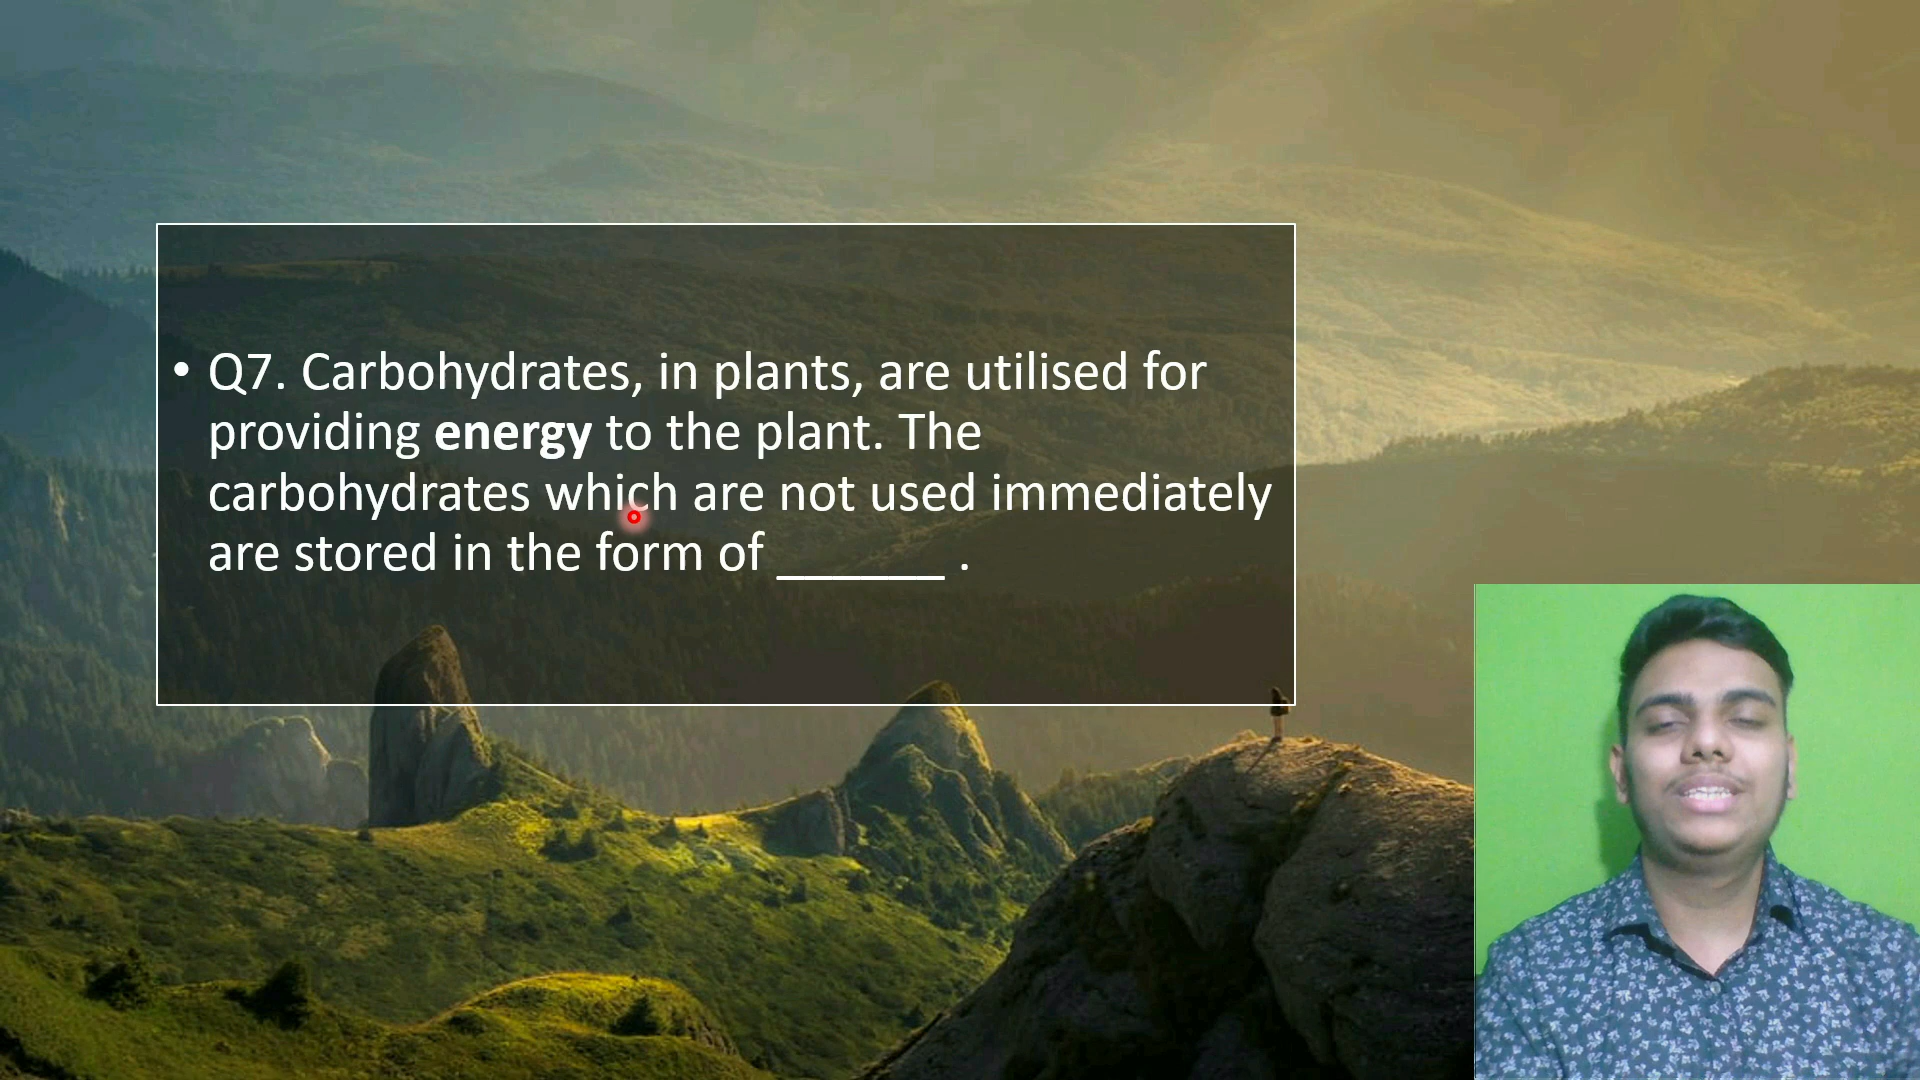 • Q7. Carbohydrates, in plants, are utilised for
providing energy to the plant. The
carbohydrates which are not used immediately
are stored in the form of ______ .